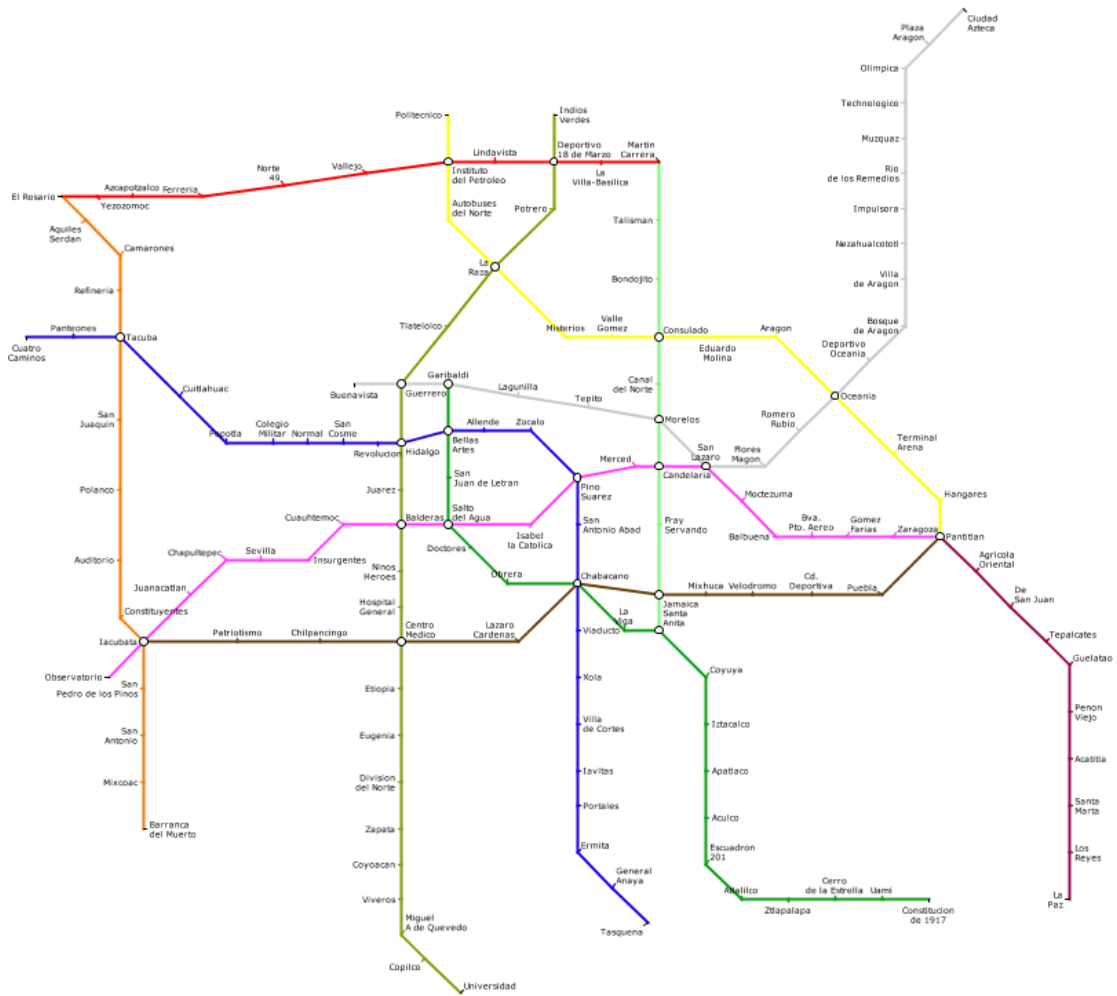 Ciudad
Azteca
Plaza
Aragon
Olimpica
Technologico
Muzquaz
Rio
de los Remedios
Impulsora
Nezahualcototl
Villa
de Aragon
Bosque
de Aragon
Deportivo
Oceania
Oceania
Romero
Rubio
Flores
Magon
San
Lazaro
Morelos
Tepito
Lagunilla
Garibaldi
Guerrero
Buenavista
Politecnico
Instituto
del Petroleo
Autobuses
del Norte
La
Raza
Misterios
Valle
Gomez
Consulado
Eduardo
Molina
Aragon
Terminal
Arena
Hangares
Pantitlan
Indios
Verdes
Deportivo
18 de Marzo
Potrero
Tlatelolco
Martin
Carrera
La
Villa-Basilica
Lindavista
Vallejo
Norte
49
Ferreria
Azcapotzalco
Yezozomoc
El Rosario
Aquiles
Serdan
Camarones
Refineria
Tacuba
San
Juaquin
Polanco
Auditorio
Constituyentes
Iacubata
San
Pedro de los Pinos
San
Antonio
Mixcoac
Barranca
del Muerto
Talisman
Bondojito
Canal
del Norte
Candelaria
Fray
Servando
Jamaica
Santa
Anita
Cuatro
Caminos
Panteones
Cuitlahuac
Popotla
Colegio
Militar
Normal
San
Cosme
Revolucion
Hidalgo
Bellas
Artes
Allende
Zocalo
Pino
Suarez
San
Antonio Abad
Chabacano
Viaducto
Xola
Villa
de Cortes
Iavitas
Portales
Ermita
General
Anaya
Tasquena
Observatorio
Juanacatlan
Chapultepec
Sevilla
Insurgentes
Cuauhtemoc
Balderas
Salto
del Agua
Isabel
la Catolica
Merced
Moctezuma
Balbuena
Bva.
Pto. Aereo
Gomez
Farias
Zaragoza
San
Juan de Letran
Doctores
Obrera
La
Viga
Coyuya
Iztacalco
Apatlaco
Aculco
Escuadron
201
Atlalilco
Ztlapalapa
Cerro
de la Estrella
Uami
Constitucion
de 1917
Juarez
Ninos
Heroes
Hospital
General
Centro
Medico
Etiopia
Eugenia
Division
del Norte
Zapata
Coyoacan
Viveros
Miguel
A de Quevedo
Copilco
Universidad
Patriotismo
Chilpancingo
Lazaro
Cardenas
Mixhuca
Velodromo
Cd.
Deportiva
Puebla
Agricola
Oriental
De
San Juan
Tepalcates
Guelatao
Penon
Viejo
Acatitla
Santa
Marta
Los
Reyes
La
Paz